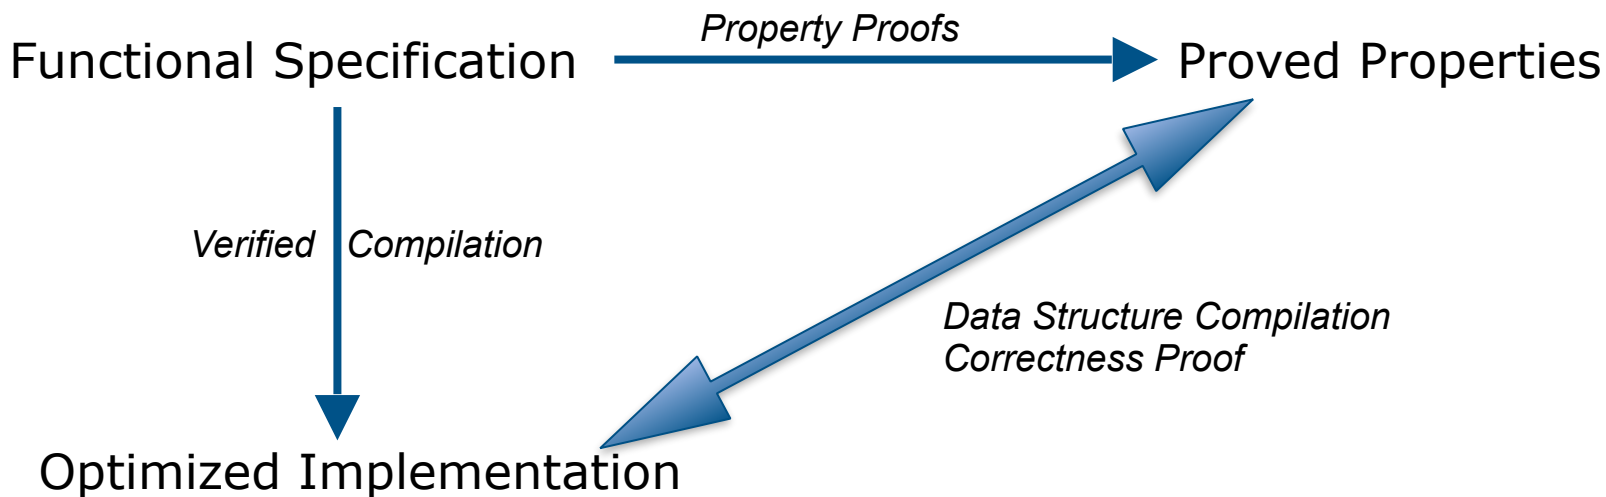 Property Proofs
Functional Specification
Proved Properties
Verified Compilation
Data Structure Compilation
Correctness Proof
Optimized Implementation